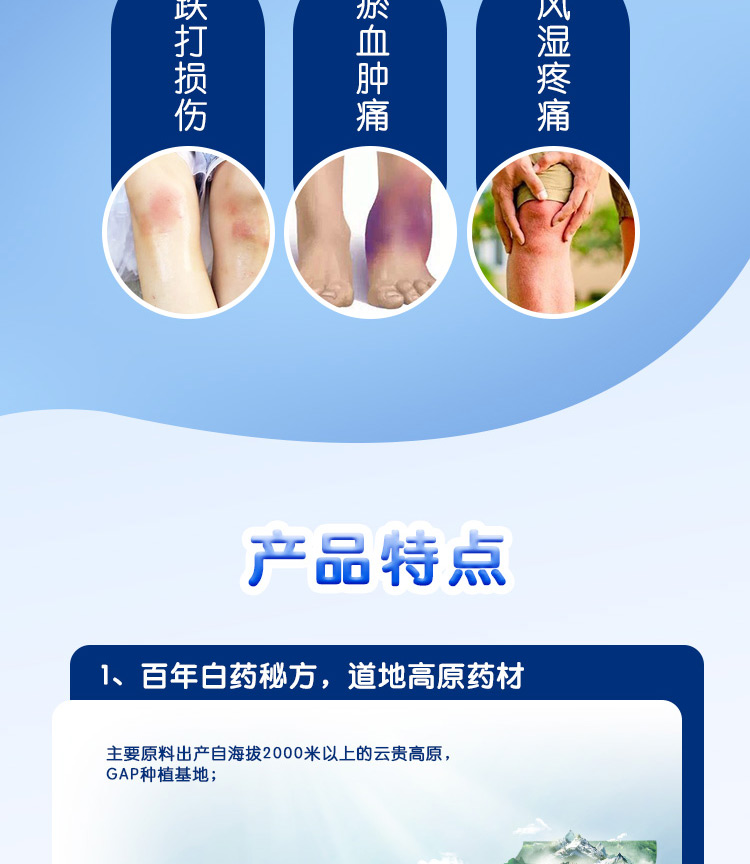 跌打损伤
瘀血肿痛
风湿疼痛
产品特点
1、百年白药秘方，道地高原药材
主要原料出产自海拔2000米以上的云贵高原，
GAP种植基地；